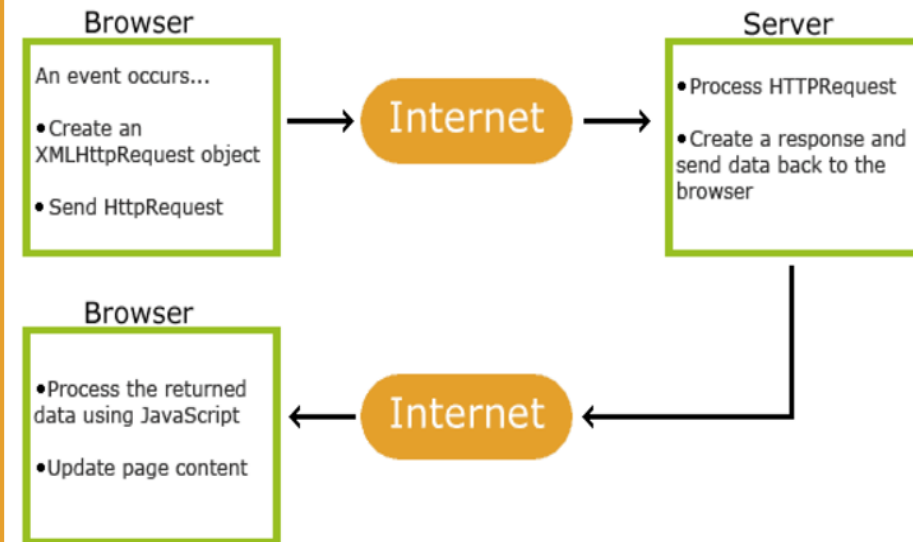 Browser
An event occurs...
•Create an
XMLHttpRequest object
•Send HttpRequest
Internet
Server
•Process HTTPRequest
•Create a response and
send data back to the
browser
Browser
•Process the returned
data using JavaScript
•Update page content
Internet